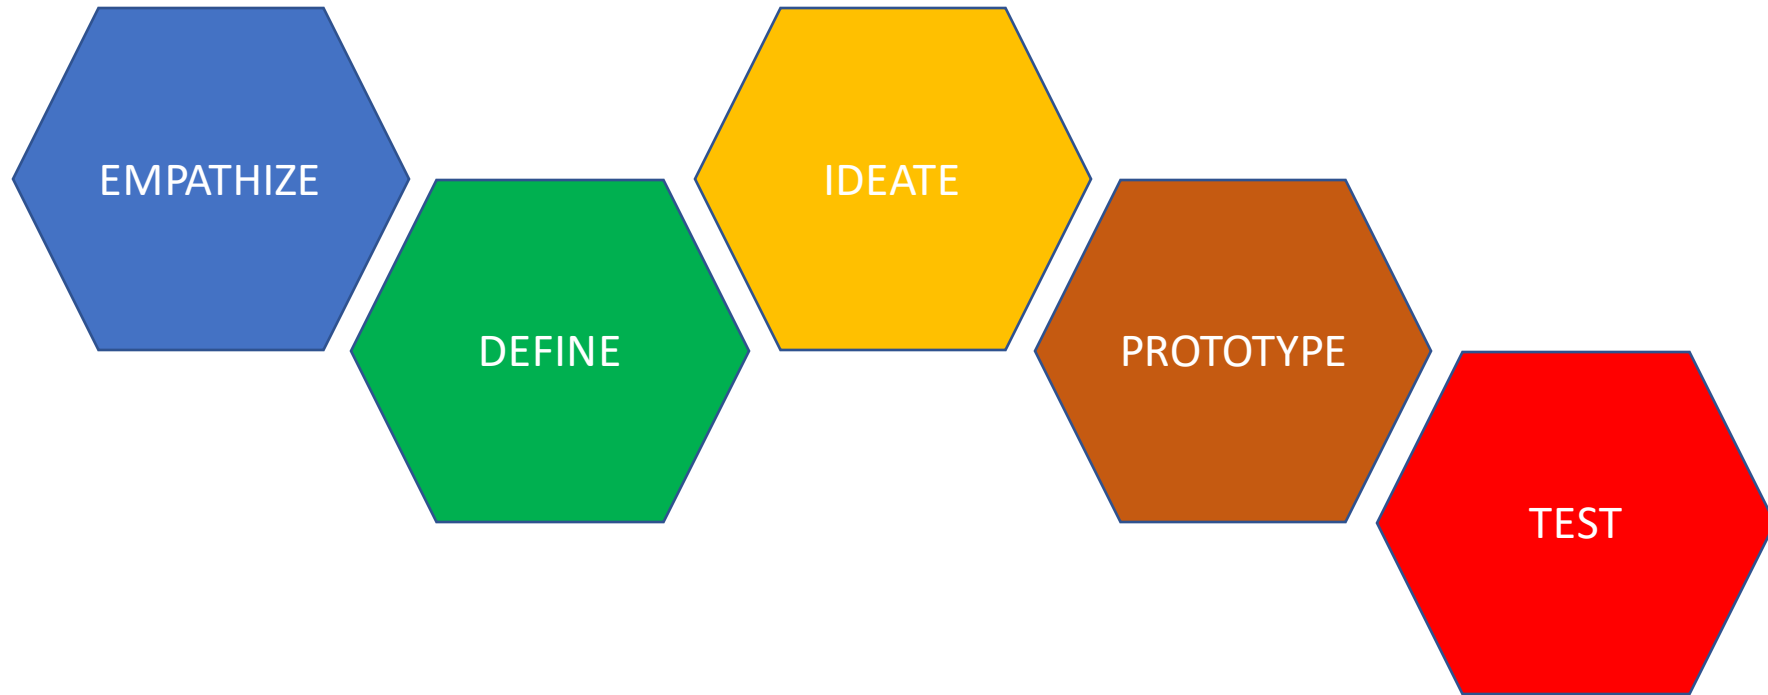 EMPATHIZE
DEFINE
IDEATE
PROTOTYPE
TEST